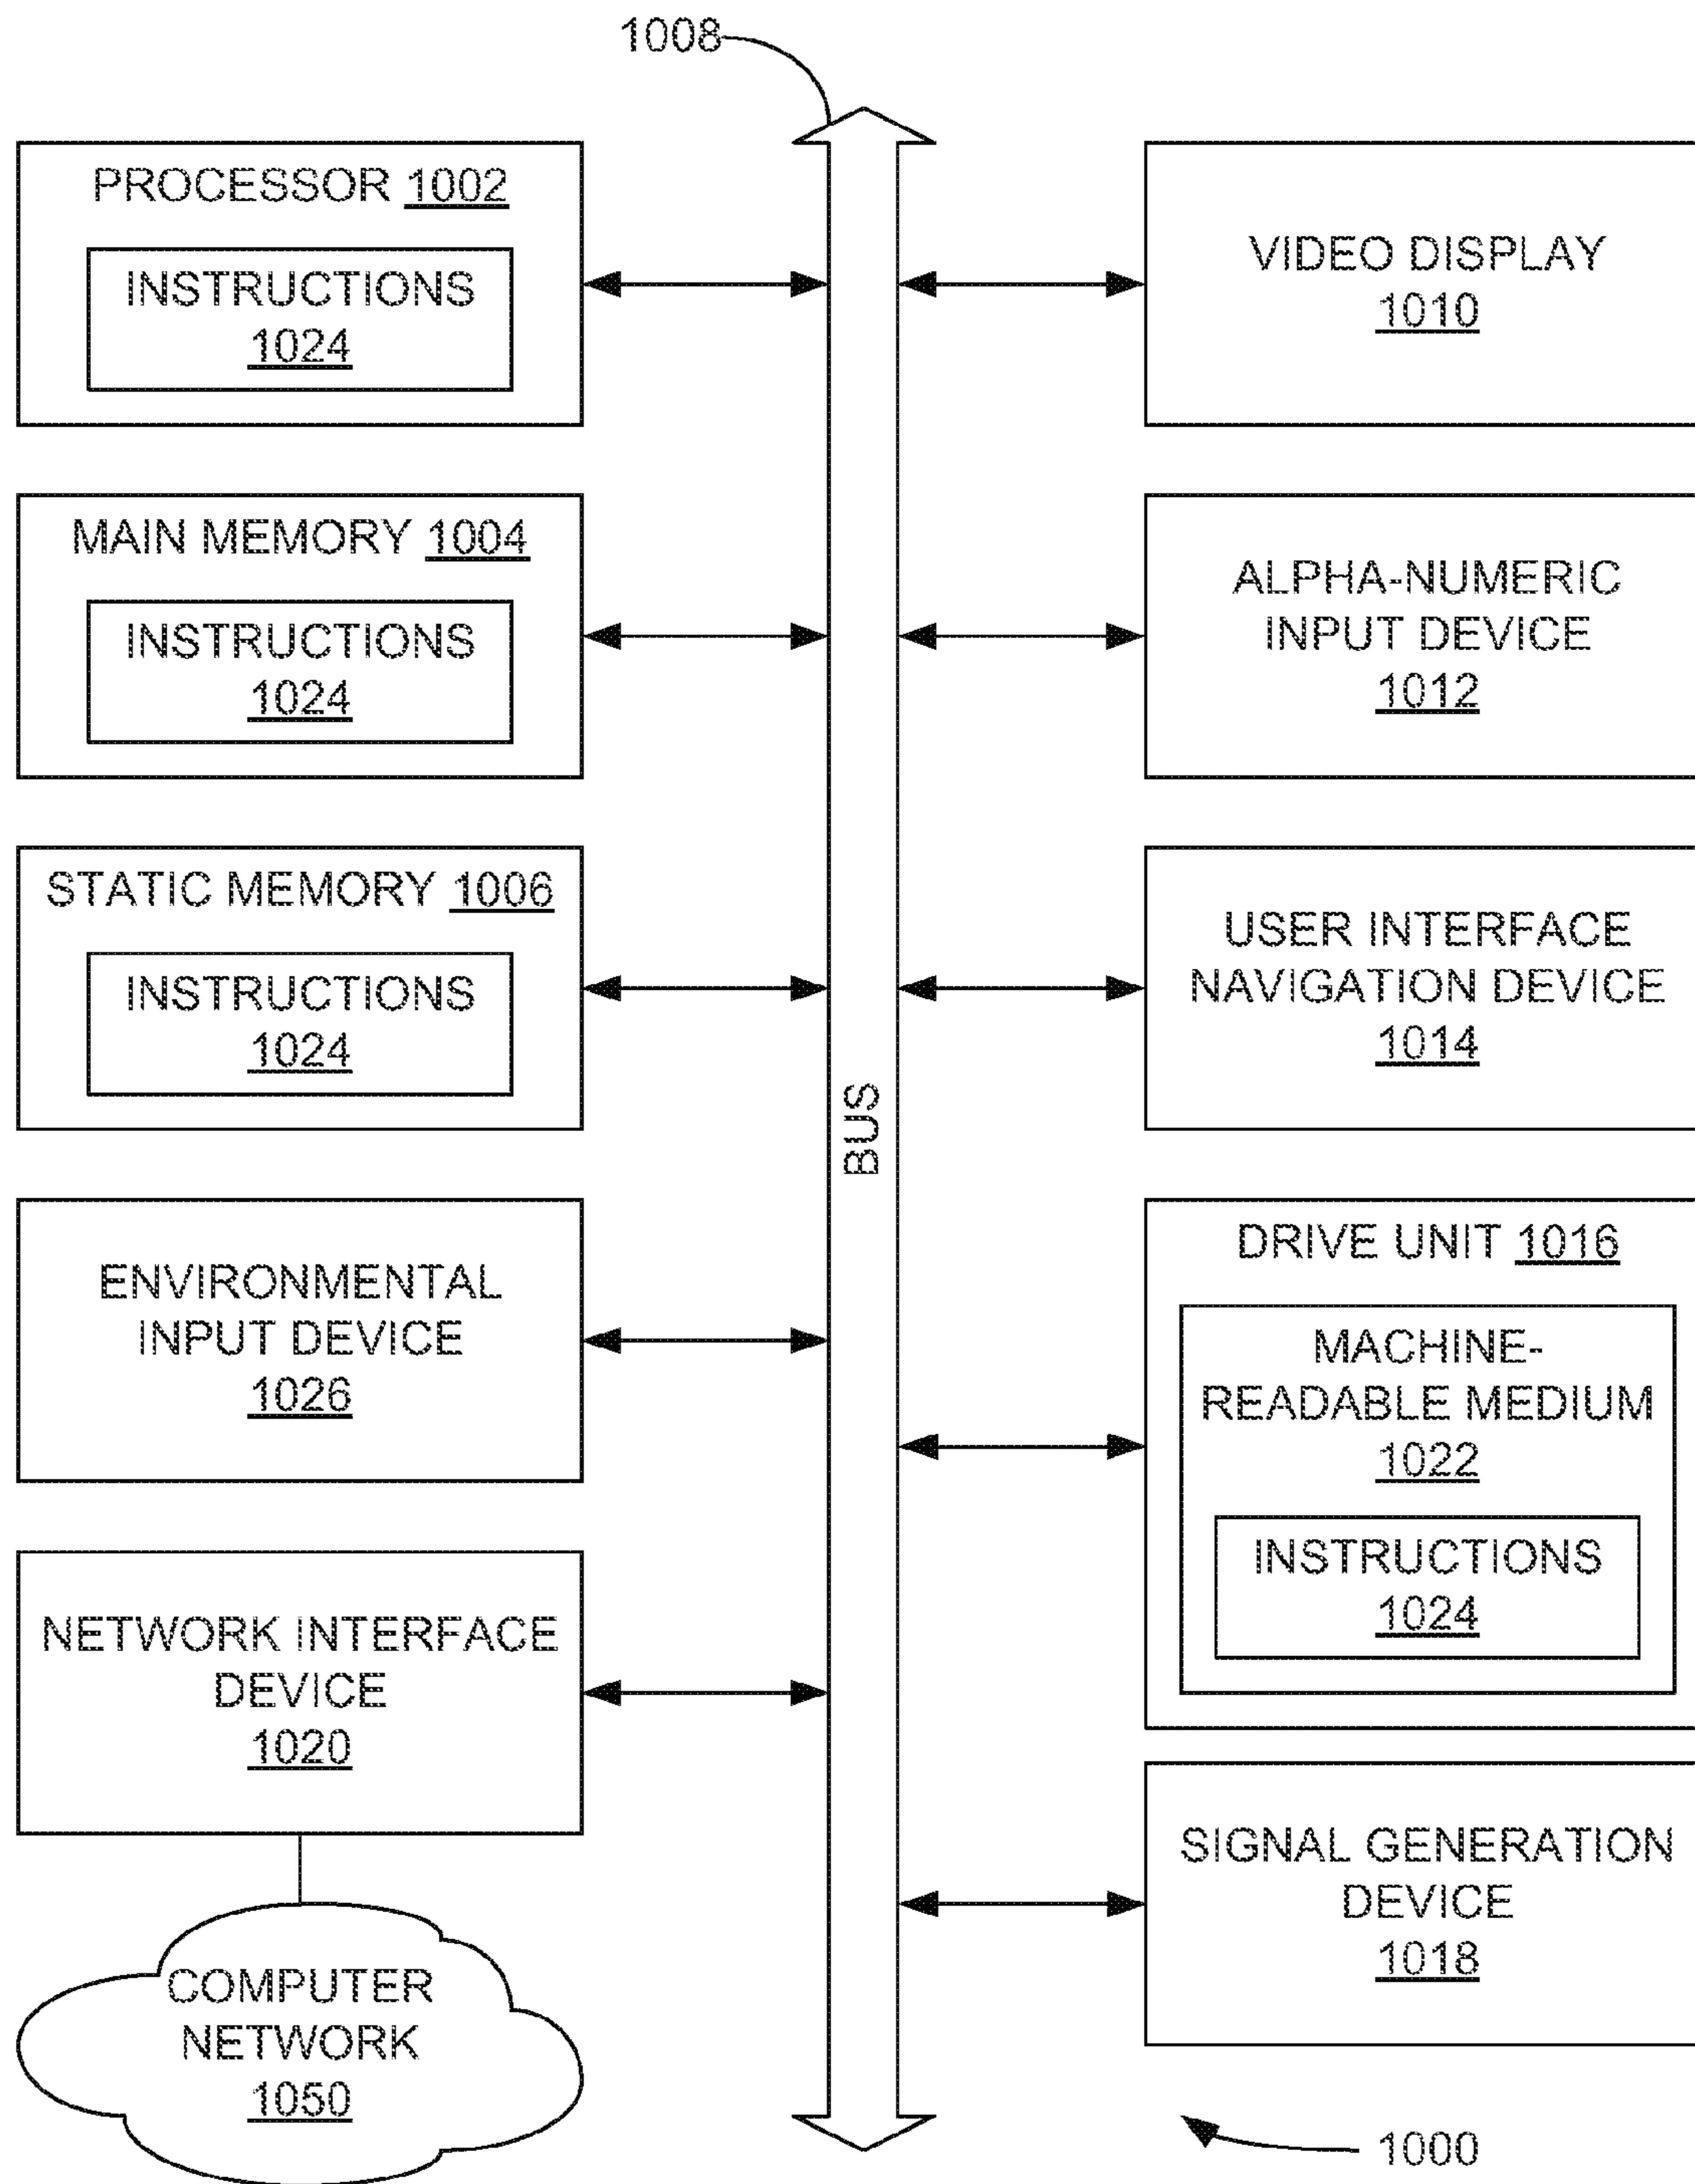 1008
PROCESSOR 1002
INSTRUCTIONS
1024
MAIN MEMORY 1004
INSTRUCTIONS
1024
STATIC MEMORY 1006
INSTRUCTIONS
1024
ENVIRONMENTAL
INPUT DEVICE
1026
NETWORK INTERFACE
DEVICE
1020
COMPUTER
NETWORK
1050
BUS
VIDEO DISPLAY
1010
ALPHA-NUMERIC
INPUT DEVICE
1012
USER INTERFACE
NAVIGATION DEVICE
1014
DRIVE UNIT 1016
MACHINE-
READABLE MEDIUM
1022
INSTRUCTIONS
1024
SIGNAL GENERATION
DEVICE
1018
1000